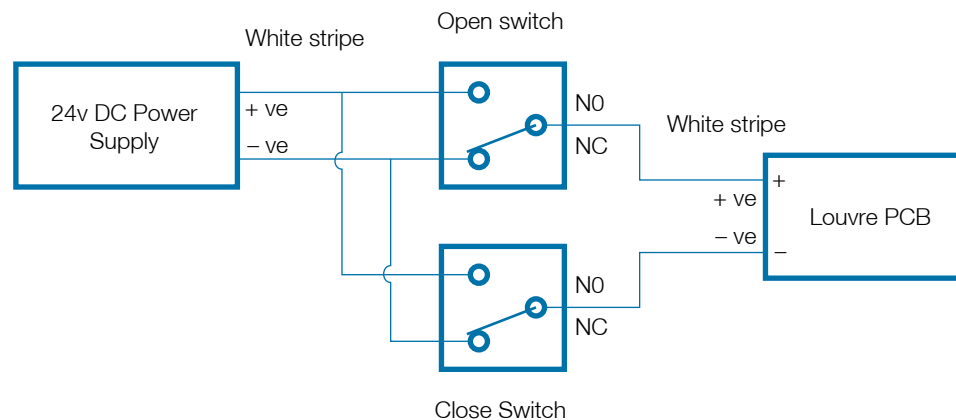 Open switch
White stripe
24v DC Power
Supply
+ ve
– ve
N0
NC
White stripe
+
+ ve
– ve
–
Louvre PCB
N0
NC
Close Switch